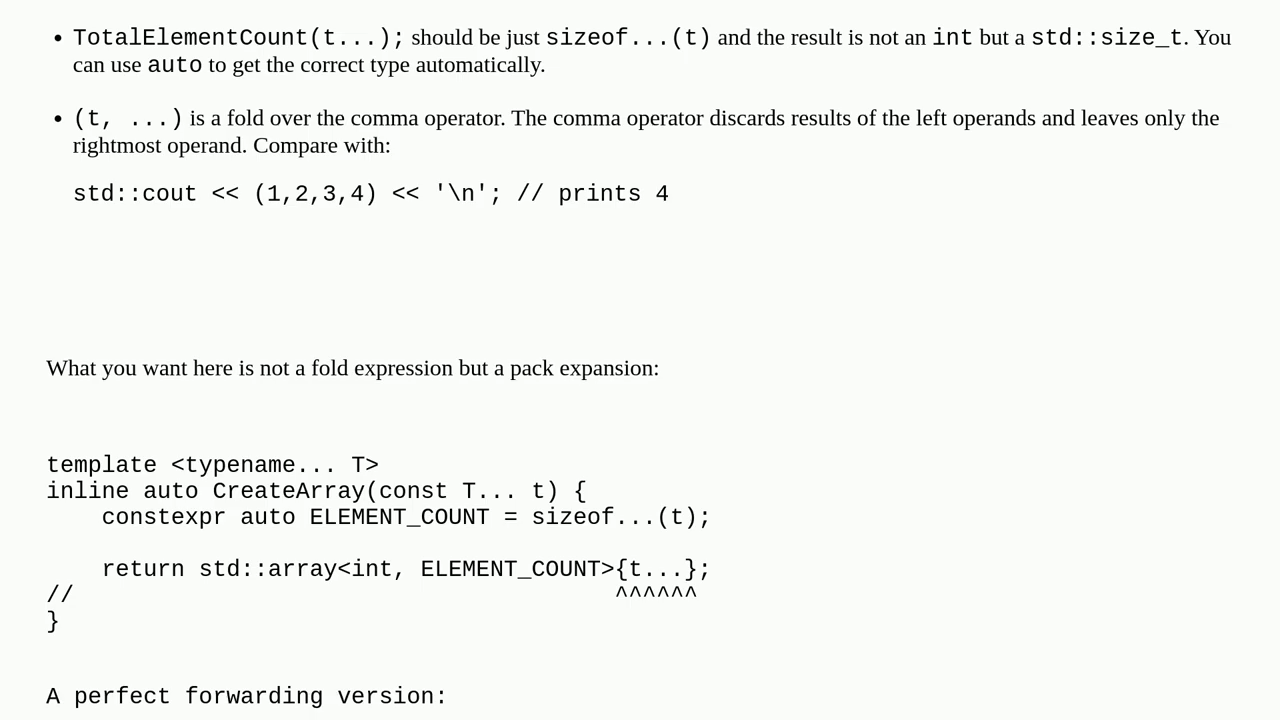 • TotalElementCount(t...); should be just sizeof...(t) and the result is not an int but a std::size_t. You
can use auto to get the correct type automatically.
• (t, ...) is a fold over the comma operator. The comma operator discards results of the left operands and leaves only the
rightmost operand. Compare with:
std::cout << (1,2,3,4) << '\n'; // prints 4
What you want here is not a fold expression but a pack expansion:
template <typename... T>
inline auto CreateArray(const T... t) {
    constexpr auto ELEMENT_COUNT = sizeof...(t);
    return std::array<int, ELEMENT_COUNT>{t...};
//                                       ^^^^^^
}
A perfect forwarding version: